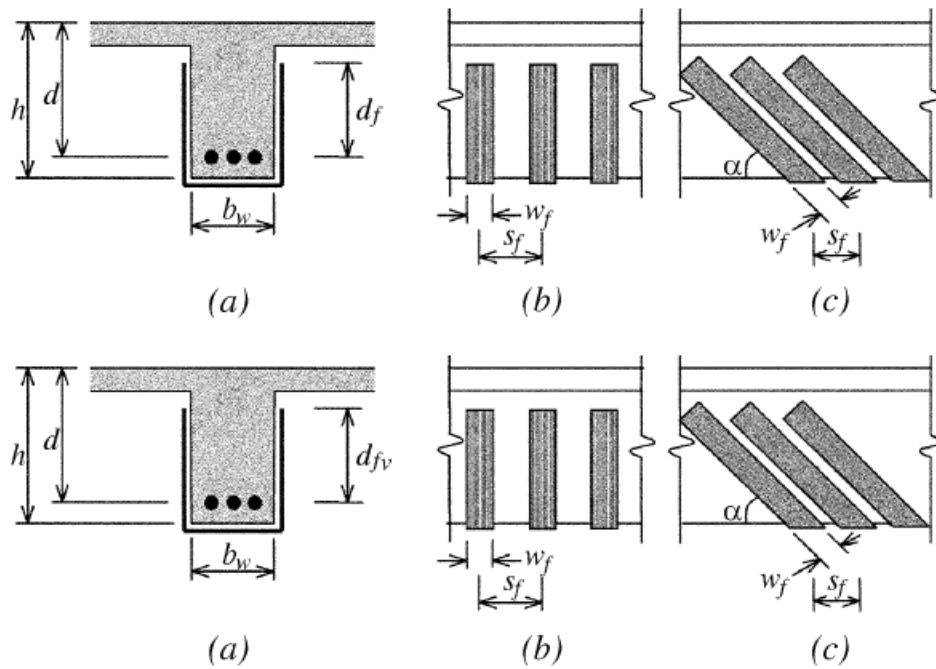 h d d_f b_w
w_f s_f
α w_f s_f
(a) (b) (c)
h d d_fv b_w
w_f s_f
α w_f s_f
(a) (b) (c)